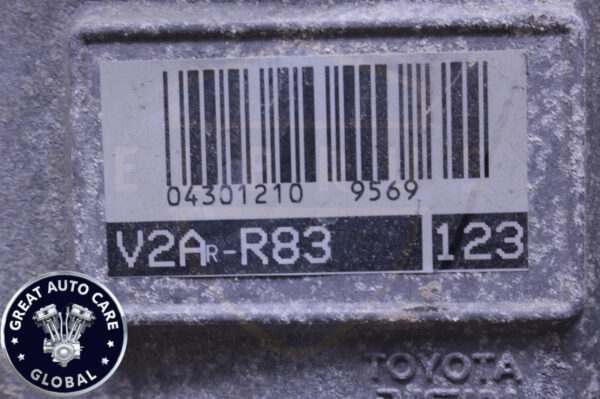 04301210 9569
V2AR-R83 123
GREAT AUTO CARE
GLOBAL
TOYOTA